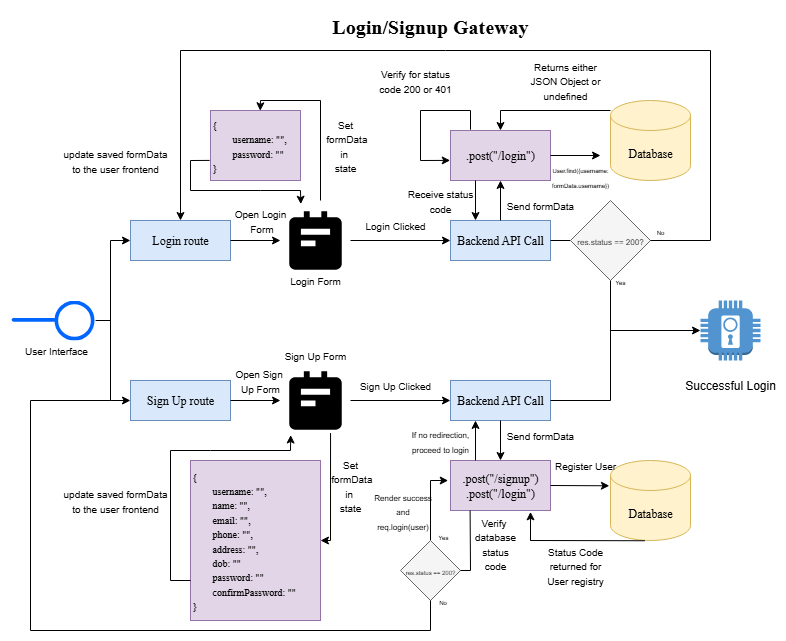 Login/Signup Gateway
Verify for status
code 200 or 401
Returns either
JSON Object or
undefined
{
username: "",
password: ""
}
Set
formData
in
state
update saved formData
to the user frontend
.post("/login")
Database
User.find({username:
formData.username})
Receive status
code
Send formData
Open Login
Form
Login route
Login Clicked
Backend API Call
res.status == 200?
No
Yes
Login Form
User Interface
Successful Login
Sign Up Form
Open Sign
Up Form
Sign Up route
Sign Up Clicked
Backend API Call
If no redirection,
proceed to login
Send formData
{
username: "",
name: "",
email: "",
phone: "",
address: "",
dob: ""
password: ""
confirmPassword: ""
}
Set
formData
in
state
update saved formData
to the user frontend
Render success
and
req.login(user)
.post("/signup")
.post("/login")
Register User
Database
Verify
database
status
code
Status Code
returned for
User registry
Yes
res.status == 200?
No